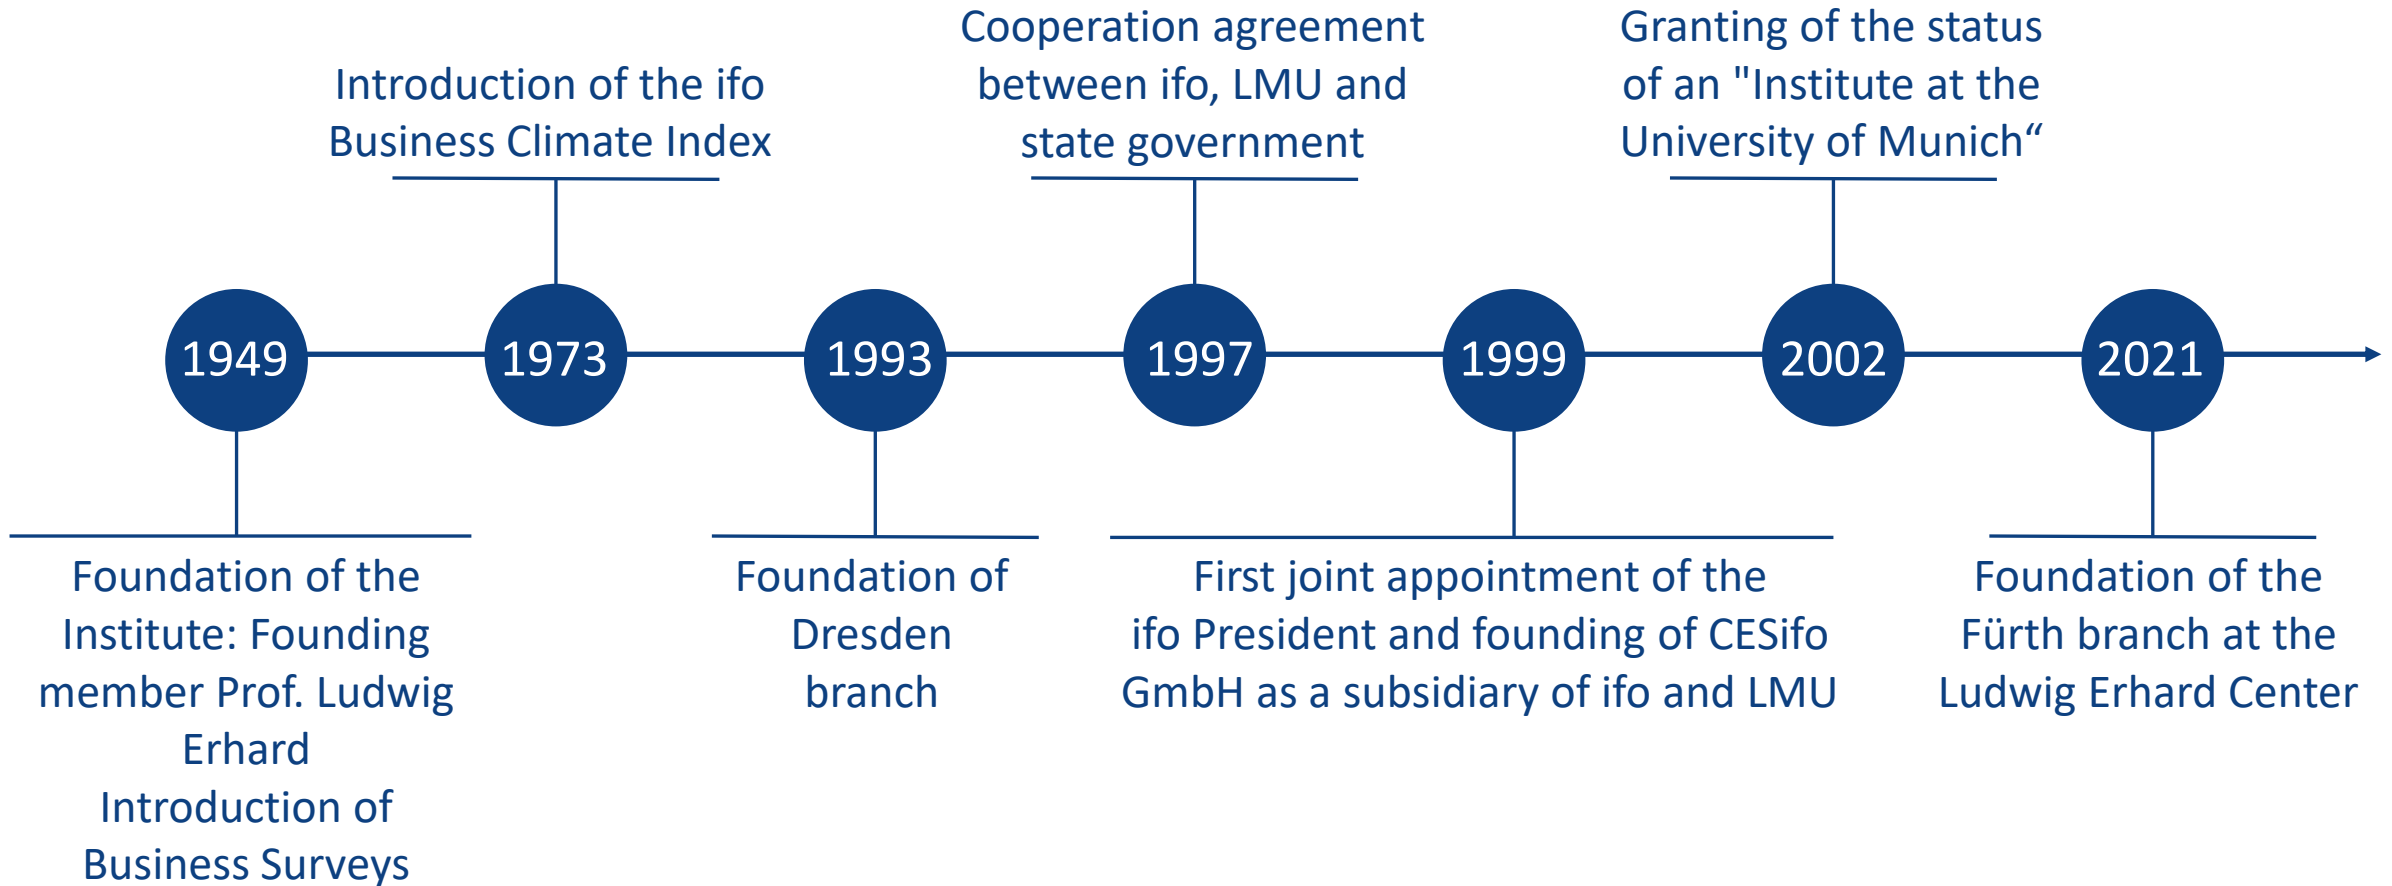 Cooperation agreement
between ifo, LMU and
state government
Granting of the status
of an "Institute at the
University of Munich“
Introduction of the ifo
Business Climate Index
1949
1973
1993
1997
1999
2002
2021
Foundation of the
Institute: Founding
member Prof. Ludwig
Erhard
Introduction of
Business Surveys
Foundation of
Dresden
branch
First joint appointment of the
ifo President and founding of CESifo
GmbH as a subsidiary of ifo and LMU
Foundation of the
Fürth branch at the
Ludwig Erhard Center